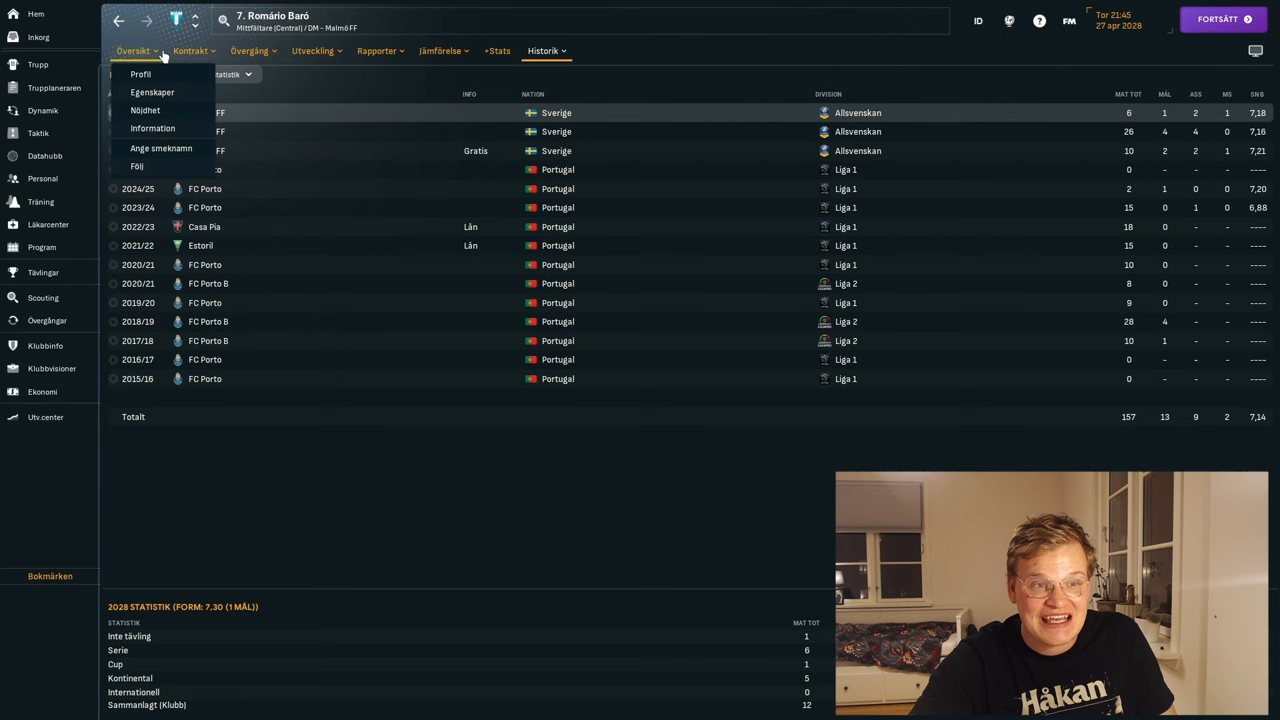 Hem
Inkorg
Trupp
Trupplaneraren
Dynamik
Taktik
Datahubb
Personal
Träning
Läkarcenter
Program
Tävlingar
Scouting
Övergångar
Klubbinfo
Klubbvisioner
Ekonomi
Utv.center
Bokmärken
7. Romário Baró
Mittfältare (Central) / DM - Malmö FF
ID
FM
Tor 21:45
27 apr 2028
FORTSÄTT
Översikt Kontrakt Övergång Utveckling Rapporter Jämförelse +Stats Historik
Profil
Egenskaper
Nöjdhet
Information
Ange smeknamn
Följ
tatistik
INFO NATION DIVISION MAT TOT MÅL ASS MS SN B
FF Sverige Allsvenskan 6 1 2 1 7,18
FF Sverige Allsvenskan 26 4 4 0 7,16
FF Gratis Sverige Allsvenskan 10 2 2 1 7,21
Portugal Liga 1 0 - - - ----
2024/25 FC Porto Portugal Liga 1 2 1 0 0 7,20
2023/24 FC Porto Portugal Liga 1 15 0 1 0 6,88
2022/23 Casa Pia Lån Portugal Liga 1 18 0 - - ----
2021/22 Estoril Lån Portugal Liga 1 15 0 - - ----
2020/21 FC Porto Portugal Liga 1 10 0 - - ----
2020/21 FC Porto B Portugal Liga 2 8 0 - - ----
2019/20 FC Porto Portugal Liga 1 9 0 - - ----
2018/19 FC Porto B Portugal Liga 2 28 4 - - ----
2017/18 FC Porto B Portugal Liga 2 10 1 - - ----
2016/17 FC Porto Portugal Liga 1 0 - - - ----
2015/16 FC Porto Portugal Liga 1 0 - - - ----
Totalt 157 13 9 2 7,14
2028 STATISTIK (FORM: 7,30 (1 MÅL))
STATISTIK MAT TOT
Inte tävling 1
Serie 6
Cup 1
Kontinental 5
Internationell 0
Sammanlagt (Klubb) 12
Håkan